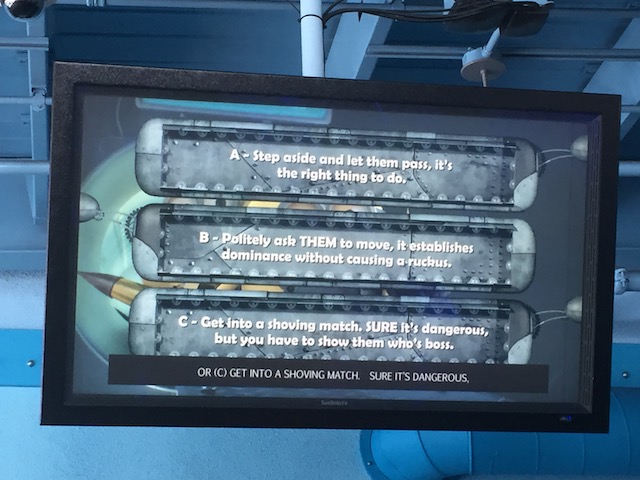 A - Step aside and let them pass, it's
the right thing to do.
B - Politely ask THEM to move, it establishes
dominance without causing a ruckus.
C - Get into a shoving match. SURE it's dangerous,
but you have to show them who's boss.
OR (C) GET INTO A SHOVING MATCH. SURE IT'S DANGEROUS,
SunBriteTV